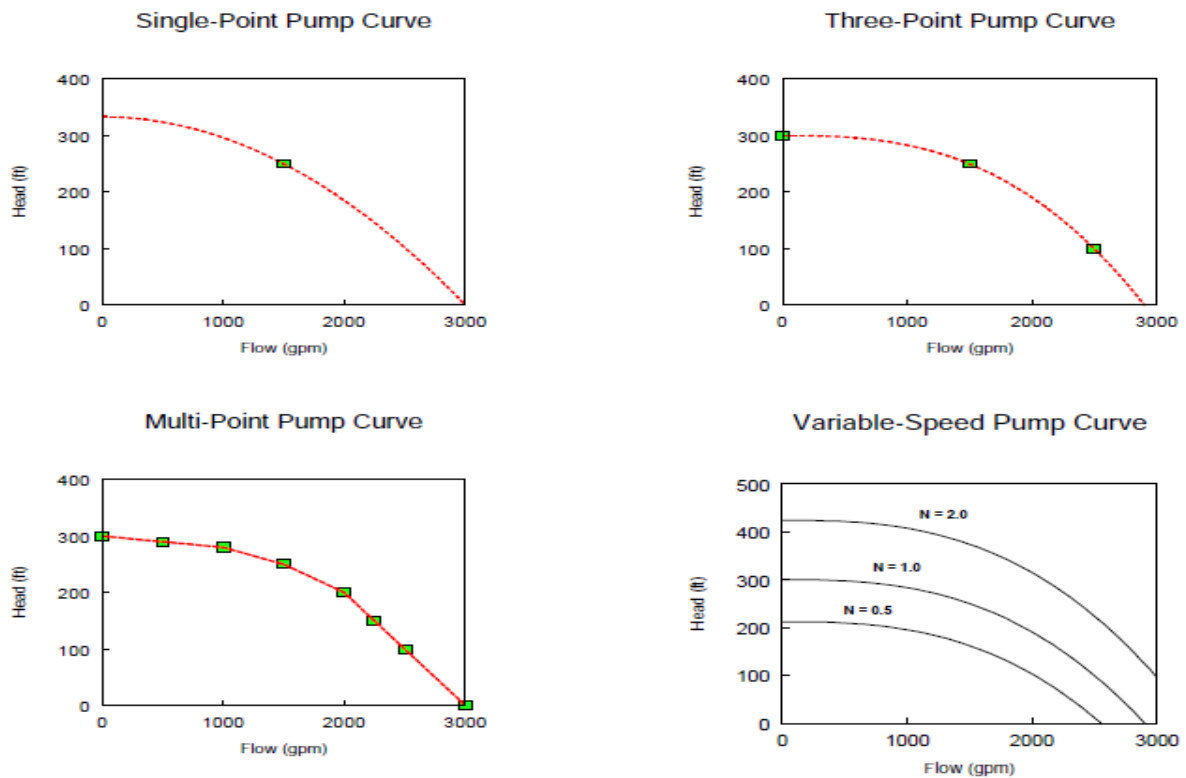 Single-Point Pump Curve
400
300
200
100
0
Head (ft)
0 1000 2000 3000
Flow (gpm)
Three-Point Pump Curve
400
300
200
100
0
Head (ft)
0 1000 2000 3000
Flow (gpm)
Multi-Point Pump Curve
400
300
200
100
0
Head (ft)
0 1000 2000 3000
Flow (gpm)
Variable-Speed Pump Curve
500
400
300
200
100
0
Head (ft)
N = 2.0
N = 1.0
N = 0.5
0 1000 2000 3000
Flow (gpm)